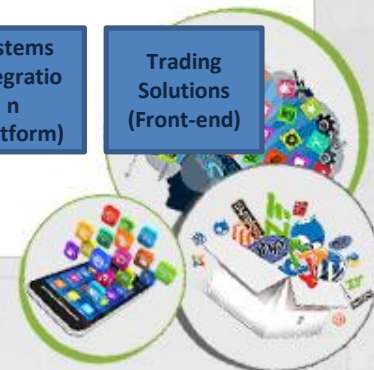 stems
egratio
n
tform)
Trading
Solutions
(Front-end)